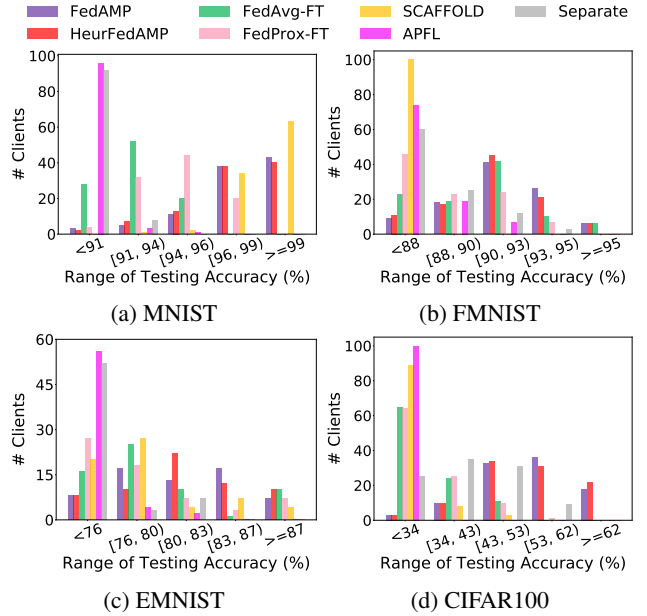 FedAMP FedAvg-FT SCAFFOLD Separate
HeurFedAMP FedProx-FT APFL
# Clients
100
80
60
40
20
0
<91 [91, 94) [94, 96) [96, 99) >=99
Range of Testing Accuracy (%)
(a) MNIST
# Clients
100
80
60
40
20
0
<88 [88, 90) [90, 93) [93, 95) >=95
Range of Testing Accuracy (%)
(b) FMNIST
# Clients
60
45
30
15
0
<76 [76, 80) [80, 83) [83, 87) >=87
Range of Testing Accuracy (%)
(c) EMNIST
# Clients
100
80
60
40
20
0
<34 [34, 43) [43, 53) [53, 62) >=62
Range of Testing Accuracy (%)
(d) CIFAR100